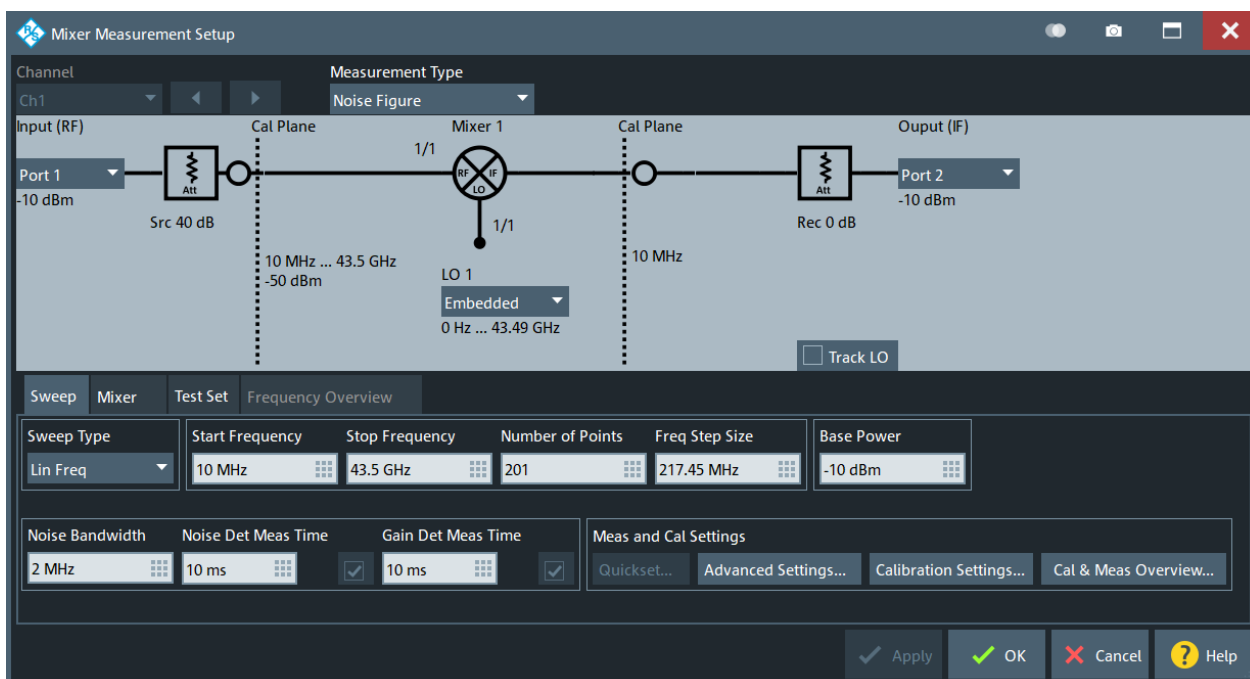 Mixer Measurement Setup
Channel
Measurement Type
Ch1
Noise Figure
Input (RF)
Cal Plane
Mixer 1
Cal Plane
Ouput (IF)
1/1
Port 1
Att
RF
IF
LO
Att
Port 2
-10 dBm
-10 dBm
Src 40 dB
1/1
Rec 0 dB
10 MHz ... 43.5 GHz
-50 dBm
10 MHz
LO 1
Embedded
0 Hz ... 43.49 GHz
Track LO
Sweep Mixer Test Set Frequency Overview
Sweep Type
Start Frequency
Stop Frequency
Number of Points
Freq Step Size
Base Power
Lin Freq
10 MHz
43.5 GHz
201
217.45 MHz
-10 dBm
Noise Bandwidth
Noise Det Meas Time
Gain Det Meas Time
Meas and Cal Settings
2 MHz
10 ms
10 ms
Quickset...
Advanced Settings...
Calibration Settings...
Cal & Meas Overview...
Apply
OK
Cancel
? Help